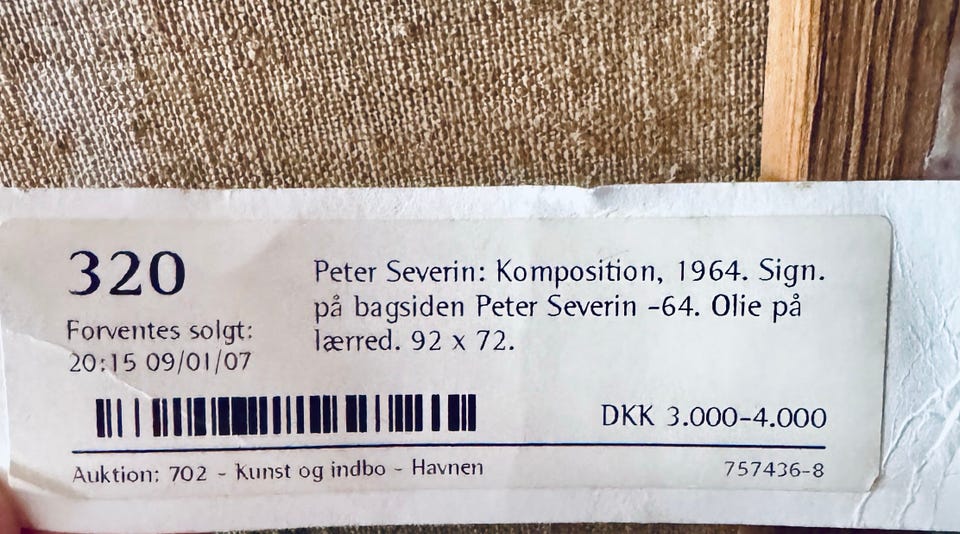 320
Forventes solgt:
20:15 09/01/07
Peter Severin: Komposition, 1964. Sign.
på bagsiden Peter Severin -64. Olie på
lærred. 92 x 72.
DKK 3.000-4.000
Auktion: 702 - Kunst og indbo - Havnen
757436-8